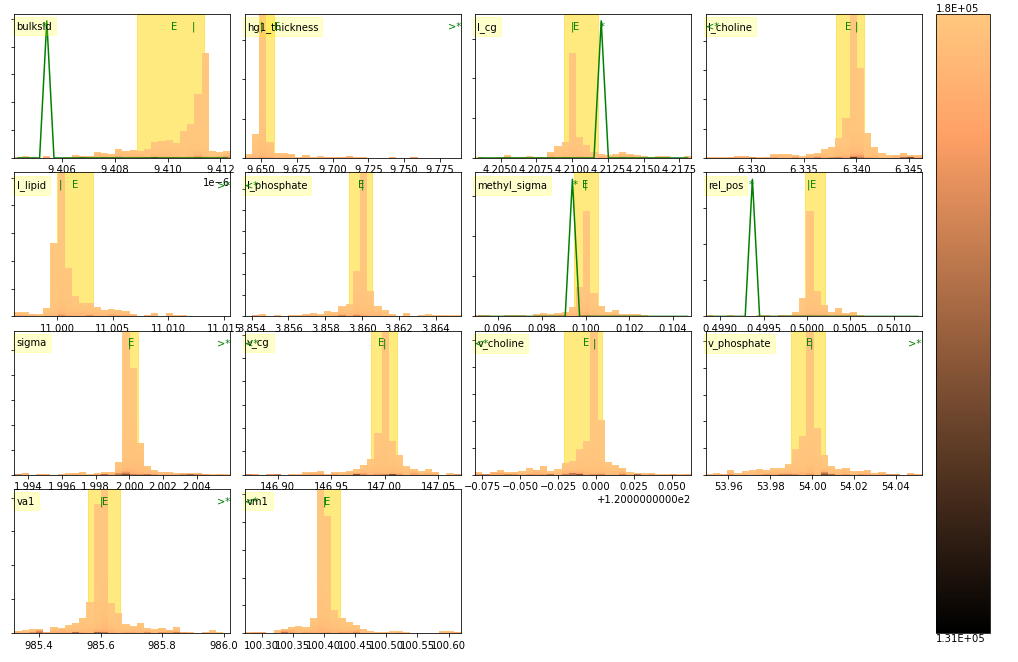 1.8E+05
bulksld E |
hg1_thickness >*
l_cg |E *
l_choline E |
9.406 9.408 9.410 9.412
9.650 9.675 9.700 9.725 9.750 9.775
4.2050 4.2075 4.2100 4.2125 4.2150 4.2175
6.330 6.335 6.340 6.345
1e−6
l_lipid | E >*
l_phosphate E
methyl_sigma * E
rel_pos * |E
11.000 11.005 11.010 11.015
3.854 3.856 3.858 3.860 3.862 3.864
0.096 0.098 0.100 0.102 0.104
0.4990 0.4995 0.5000 0.5005 0.5010
sigma E >*
v_cg E|
v_choline E |
v_phosphate E >*
1.994 1.996 1.998 2.000 2.002 2.004
146.90 146.95 147.00 147.05
−0.075 −0.050 −0.025 0.000 0.025 0.050
53.96 53.98 54.00 54.02 54.04
+1.2000000000e2
va1 |E >*
vm1 |E
985.4 985.6 985.8 986.0
100.30 100.35 100.40 100.45 100.50 100.55 100.60
1.31E+05